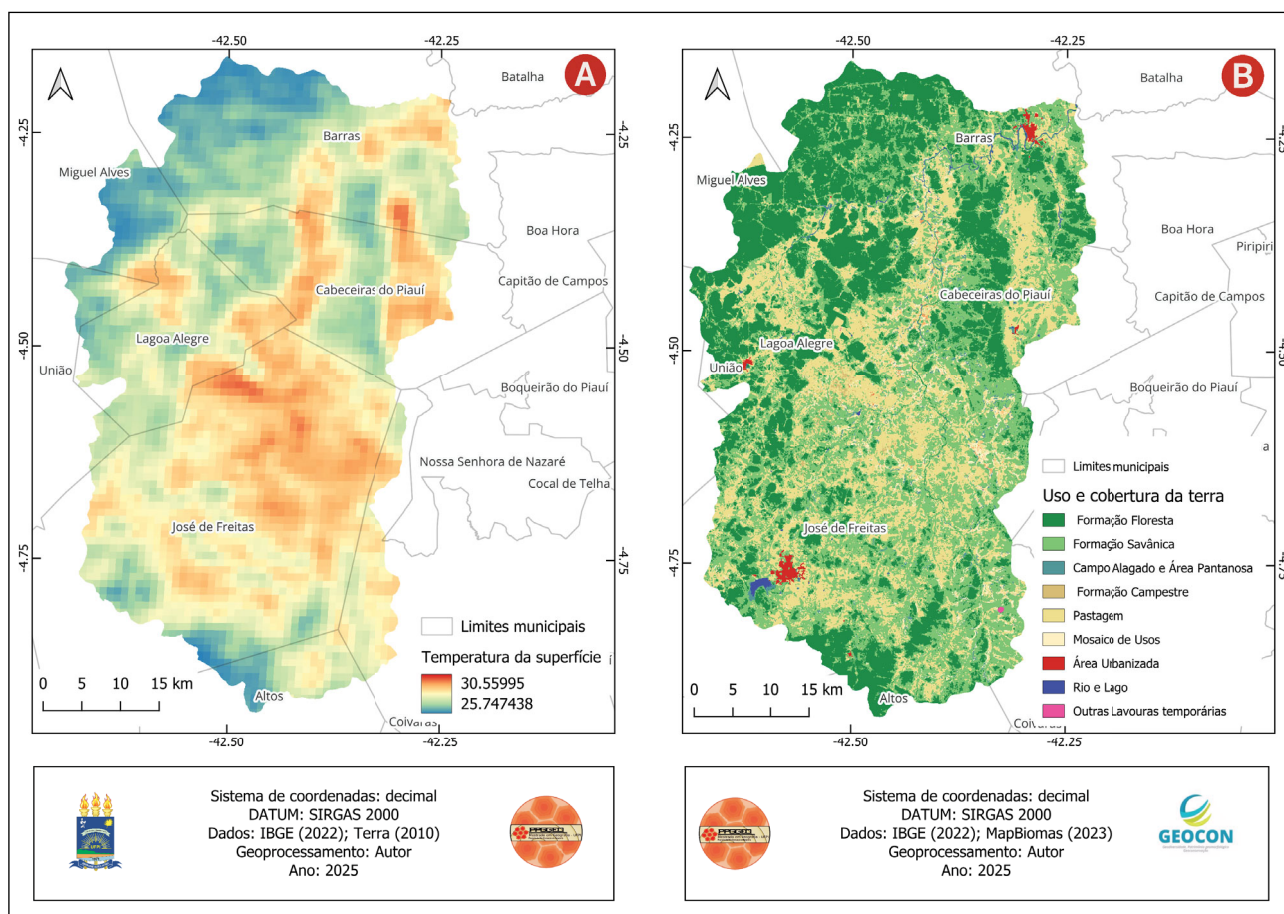 A
-42.50
-42.25
Batalha
-4.25
Barras
-4.25
Miguel Alves
Boa Hora
Capitão de Campos
Cabeceiras do Piauí
Lagoa Alegre
-4.50
-4.50
União
Boqueirão do Piauí
Nossa Senhora de Nazaré
Cocal de Telha
José de Freitas
-4.75
-4.75
Limites municipais
Temperatura da superfície
30.55995
25.747438
0 5 10 15 km
Altos
Coivaras
-42.50
-42.25
B
-42.50
-42.25
Batalha
-4.25
Barras
-4.25
Miguel Alves
Boa Hora
Piripiri
Capitão de Campos
Cabeceiras do Piauí
Lagoa Alegre
-4.50
-4.50
União
Boqueirão do Piauí
a
Limites municipais
Uso e cobertura da terra
Formação Floresta
Formação Savânica
Campo Alagado e Área Pantanosa
Formação Campestre
Pastagem
Mosaico de Usos
Área Urbanizada
Rio e Lago
Outras Lavouras temporárias
José de Freitas
-4.75
-4.75
0 5 10 15 km
Altos
-42.50
-42.25
Sistema de coordenadas: decimal
DATUM: SIRGAS 2000
Dados: IBGE (2022); Terra (2010)
Geoprocessamento: Autor
Ano: 2025
Sistema de coordenadas: decimal
DATUM: SIRGAS 2000
Dados: IBGE (2022); MapBiomas (2023)
Geoprocessamento: Autor
Ano: 2025
GEOCON